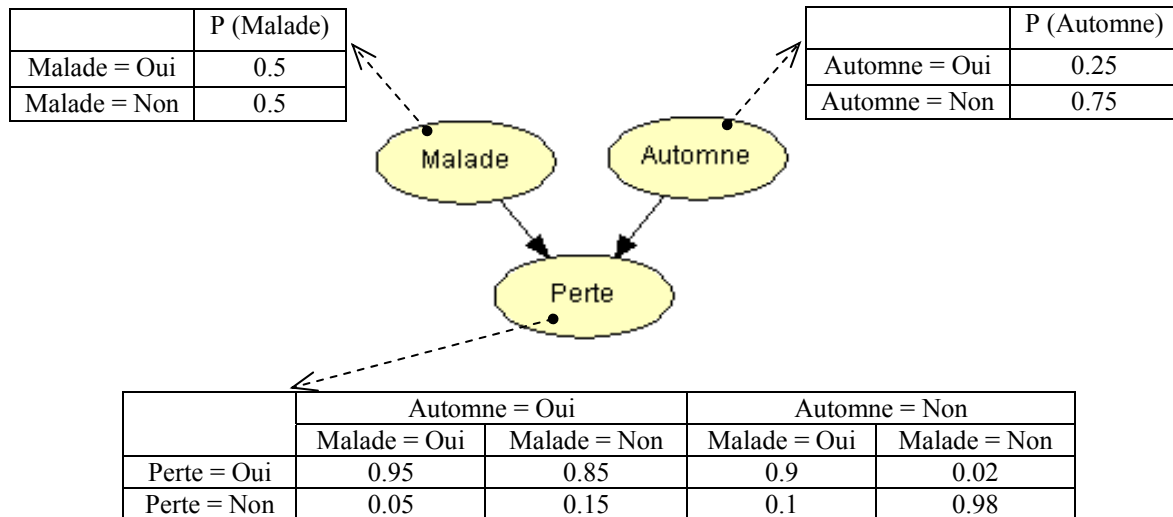 P (Malade)
Malade = Oui 0.5
Malade = Non 0.5
P (Automne)
Automne = Oui 0.25
Automne = Non 0.75
Malade
Automne
Perte
Automne = Oui Automne = Non
Malade = Oui Malade = Non Malade = Oui Malade = Non
Perte = Oui 0.95 0.85 0.9 0.02
Perte = Non 0.05 0.15 0.1 0.98